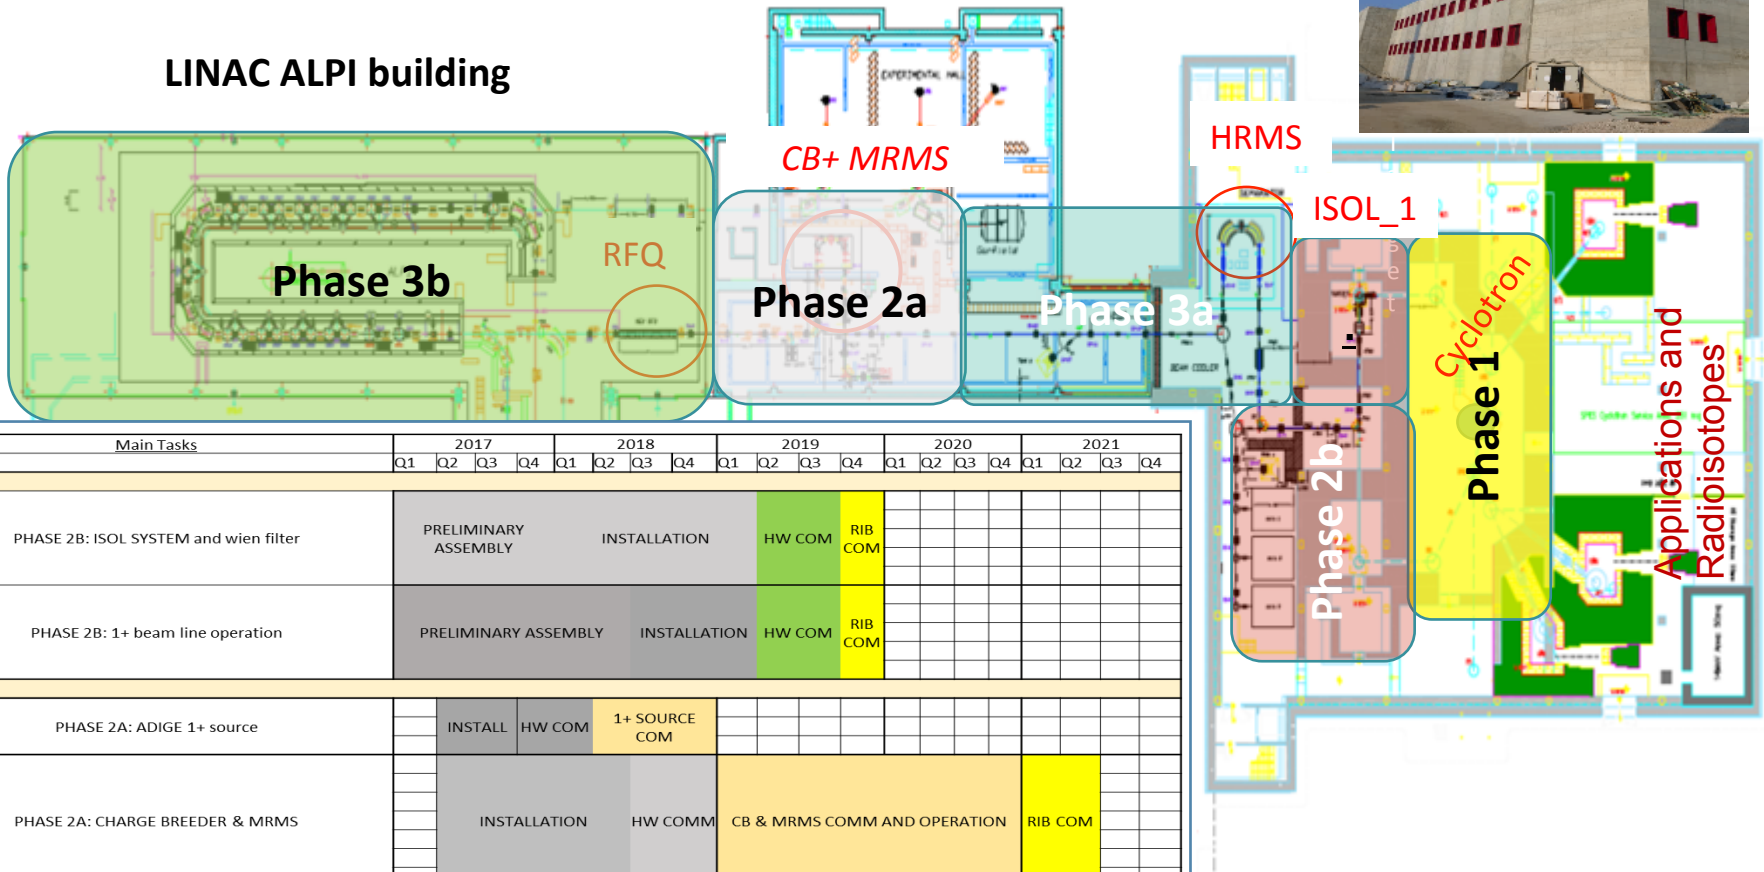 LINAC ALPI building
EXPERIMENTAL HALL
CB+ MRMS
HRMS
ISOL_1
RFQ
Phase 3b
Phase 2a
Phase 3a
BEAM COOLER
Cyclotron
Phase 1
Phase 2b
Applications and
Radioisotopes
Main Tasks 2017 2018 2019 2020 2021
Q1 Q2 Q3 Q4 Q1 Q2 Q3 Q4 Q1 Q2 Q3 Q4 Q1 Q2 Q3 Q4 Q1 Q2 Q3 Q4
PHASE 2B: ISOL SYSTEM and wien filter
PRELIMINARY
ASSEMBLY
INSTALLATION
HW COM
RIB
COM
PHASE 2B: 1+ beam line operation
PRELIMINARY ASSEMBLY
INSTALLATION
HW COM
RIB
COM
PHASE 2A: ADIGE 1+ source
INSTALL
HW COM
1+ SOURCE
COM
PHASE 2A: CHARGE BREEDER & MRMS
INSTALLATION
HW COMM
CB & MRMS COMM AND OPERATION
RIB COM